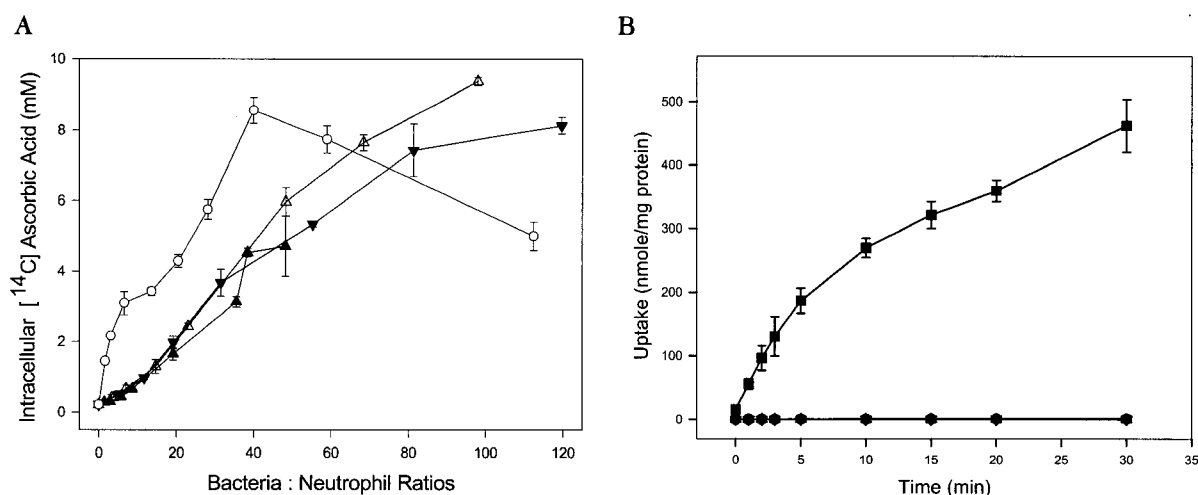 A
Intracellular [ ¹⁴C] Ascorbic Acid (mM)
10
8
6
4
2
0
0 20 40 60 80 100 120
Bacteria : Neutrophil Ratios
B
Uptake (nmole/mg protein)
500
400
300
200
100
0
0 5 10 15 20 25 30 35
Time (min)